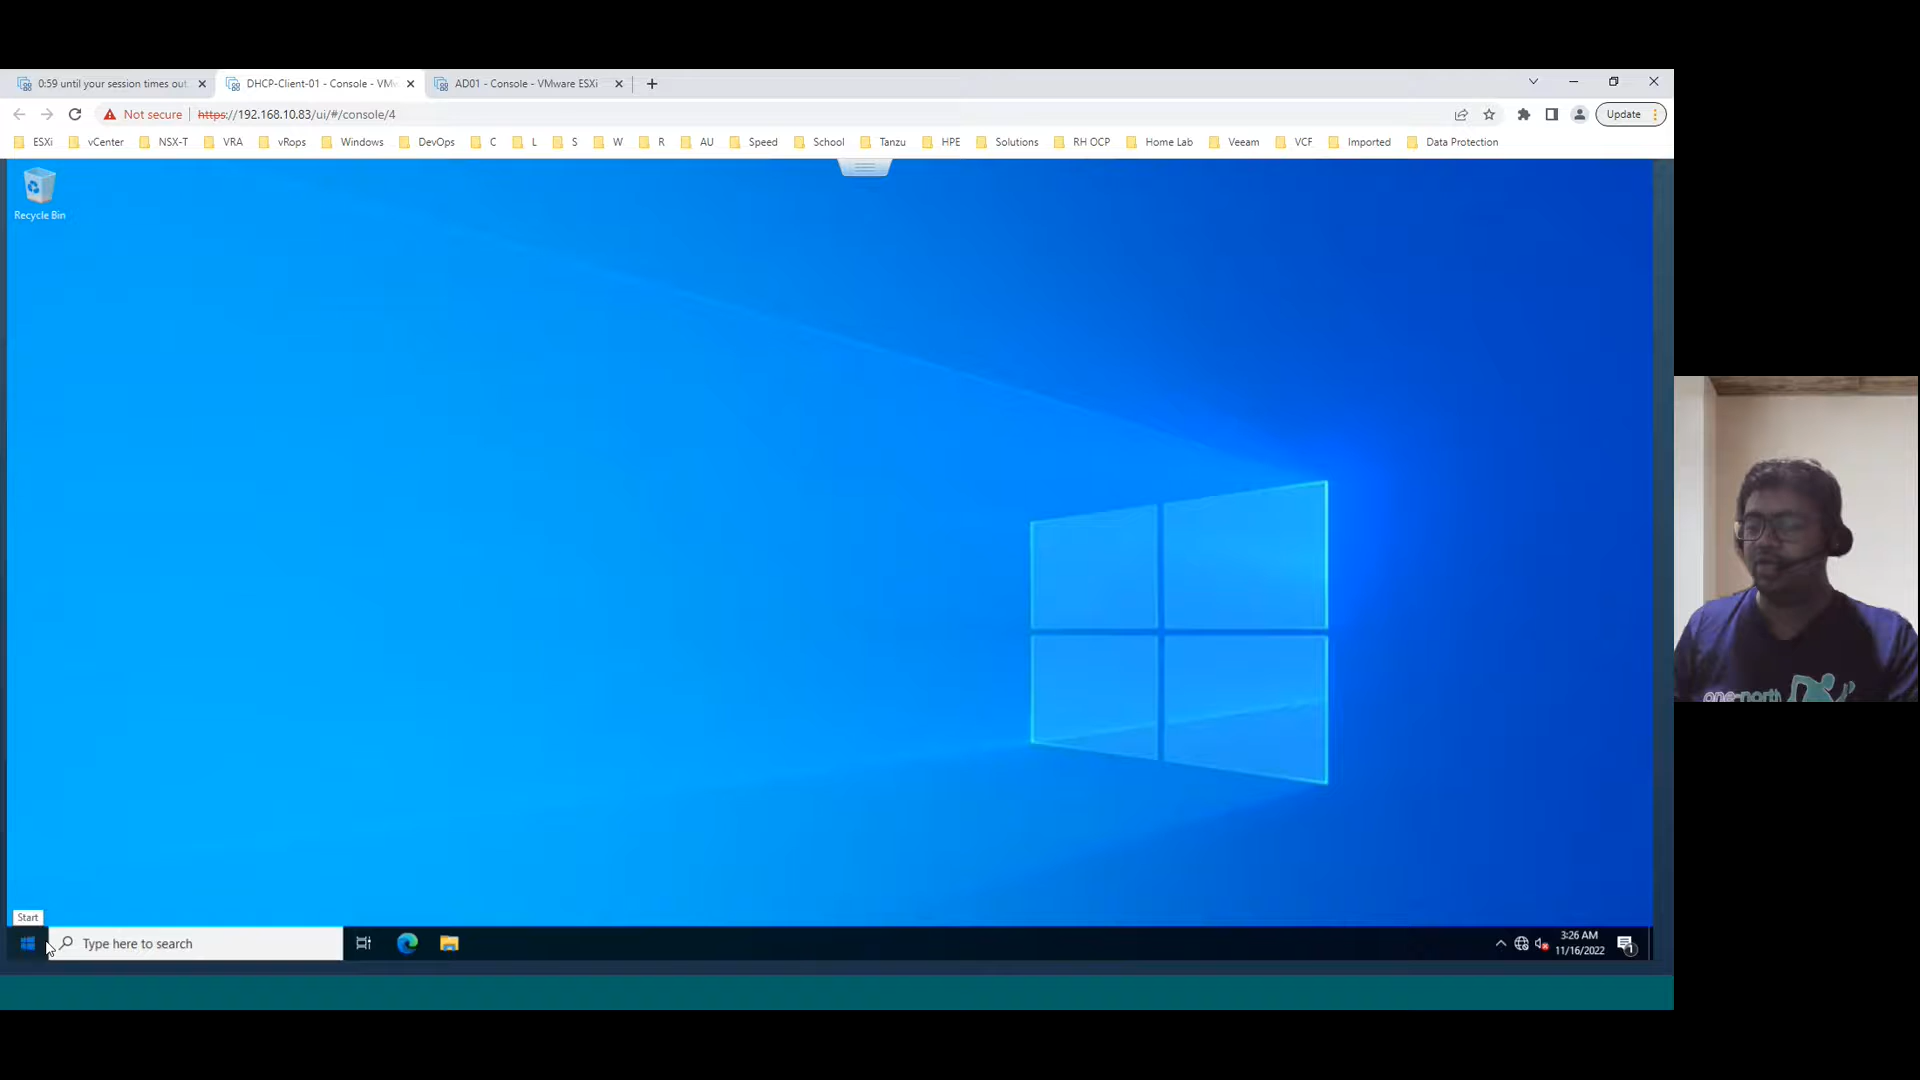 0:59 until your session times out
DHCP-Client-01 - Console - VM
AD01 - Console - VMware ESXi
Not secure
https://192.168.10.83/ui/#/console/4
Update
ESXi
vCenter
NSX-T
VRA
vRops
Windows
DevOps
C
L
S
W
R
AU
Speed
School
Tanzu
HPE
Solutions
RH OCP
Home Lab
Veeam
VCF
Imported
Data Protection
Recycle Bin
one-north
Start
Type here to search
3:26 AM
11/16/2022
1